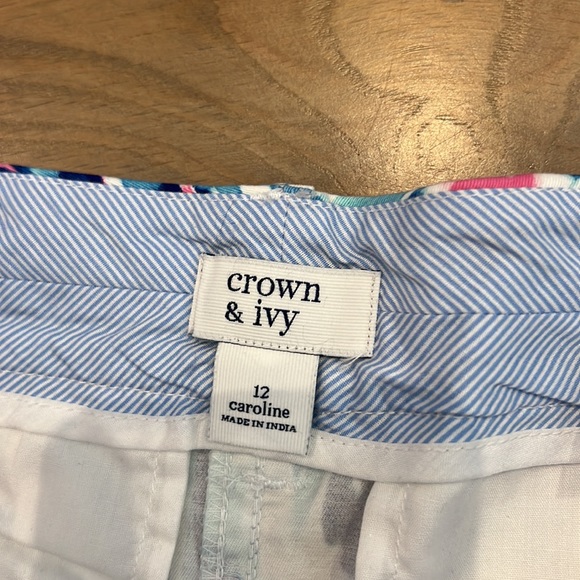 crown
& ivy
12
caroline
MADE IN INDIA